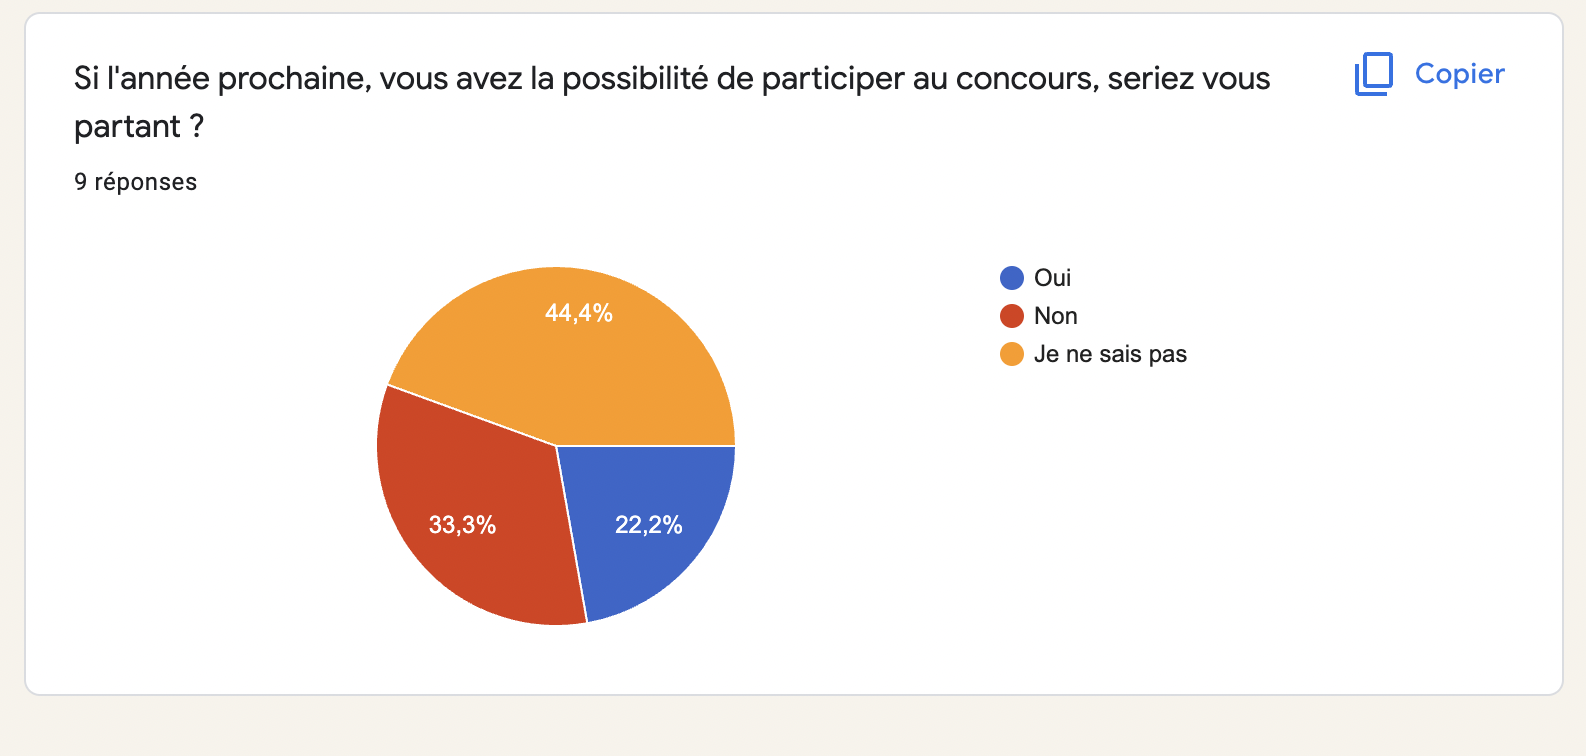 Si l'année prochaine, vous avez la possibilité de participer au concours, seriez vous
partant ?
Copier
9 réponses
44,4%
33,3%
22,2%
Oui
Non
Je ne sais pas